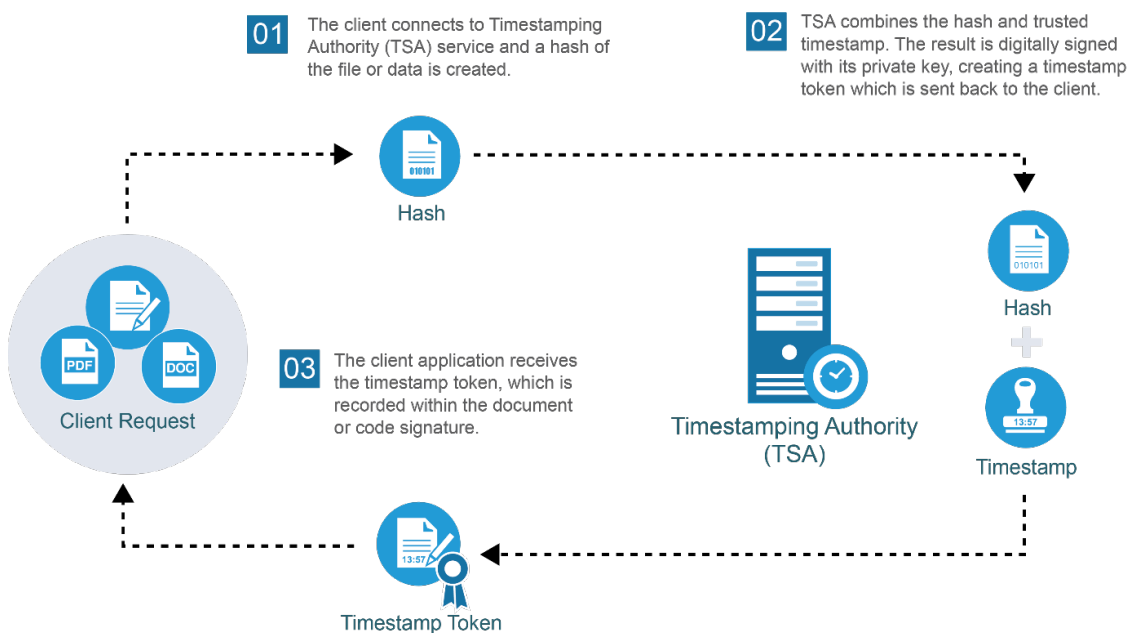 01
The client connects to Timestamping
Authority (TSA) service and a hash of
the file or data is created.
02
TSA combines the hash and trusted
timestamp. The result is digitally signed
with its private key, creating a timestamp
token which is sent back to the client.
010101
Hash
010101
Hash
PDF
DOC
Client Request
03
The client application receives
the timestamp token, which is
recorded within the document
or code signature.
Timestamping Authority
(TSA)
13:57
Timestamp
13:57
Timestamp Token